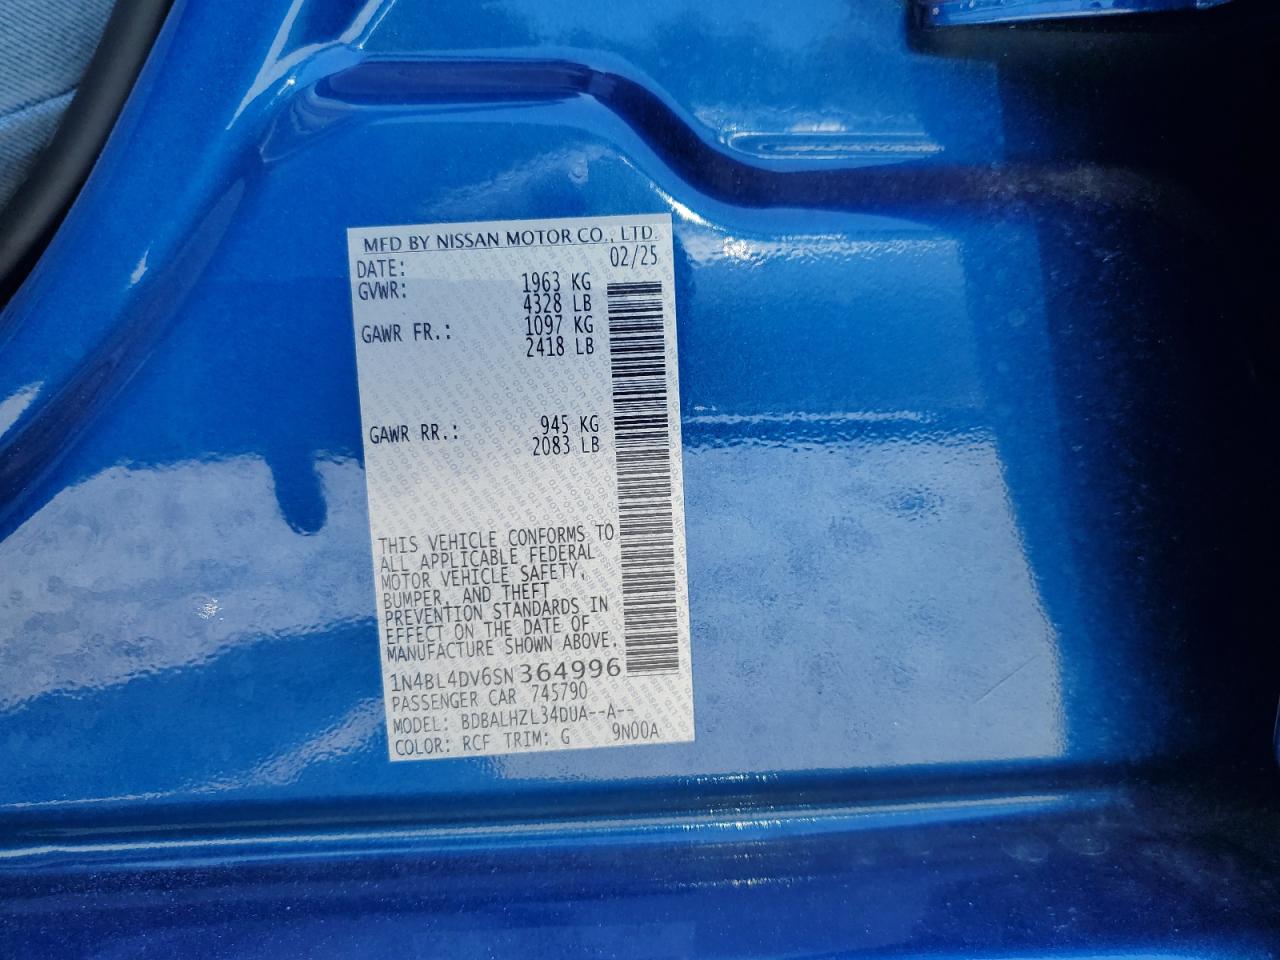 MFD BY NISSAN MOTOR CO., LTD.
DATE: 02/25
GVWR: 1963 KG
4328 LB
GAWR FR.: 1097 KG
2418 LB
GAWR RR.: 945 KG
2083 LB
THIS VEHICLE CONFORMS TO
ALL APPLICABLE FEDERAL
MOTOR VEHICLE SAFETY,
BUMPER, AND THEFT
PREVENTION STANDARDS IN
EFFECT ON THE DATE OF
MANUFACTURE SHOWN ABOVE.
1N4BL4DV6SN364996
PASSENGER CAR 745790
MODEL: BDBALHZL34DUA--A--
COLOR: RCF TRIM: G 9N00A